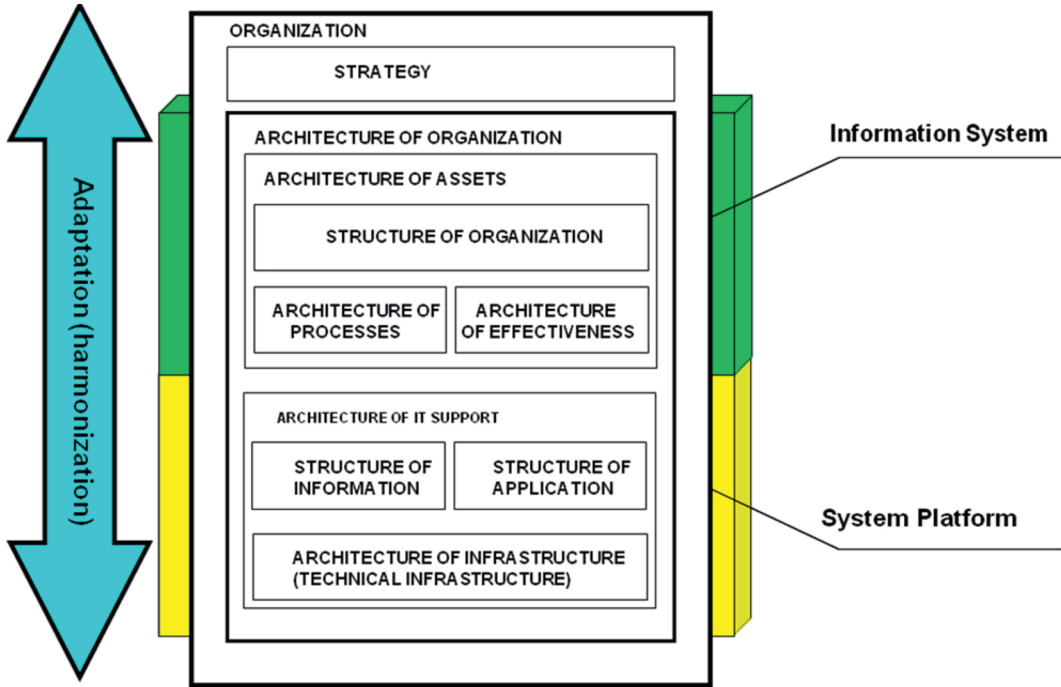 ORGANIZATION
STRATEGY
ARCHITECTURE OF ORGANIZATION
ARCHITECTURE OF ASSETS
STRUCTURE OF ORGANIZATION
ARCHITECTURE OF
PROCESSES
ARCHITECTURE
OF EFFECTIVENESS
ARCHITECTURE OF IT SUPPORT
STRUCTURE OF
INFORMATION
STRUCTURE OF
APPLICATION
ARCHITECTURE OF INFRASTRUCTURE
(TECHNICAL INFRASTRUCTURE)
Adaptation (harmonization)
Information System
System Platform